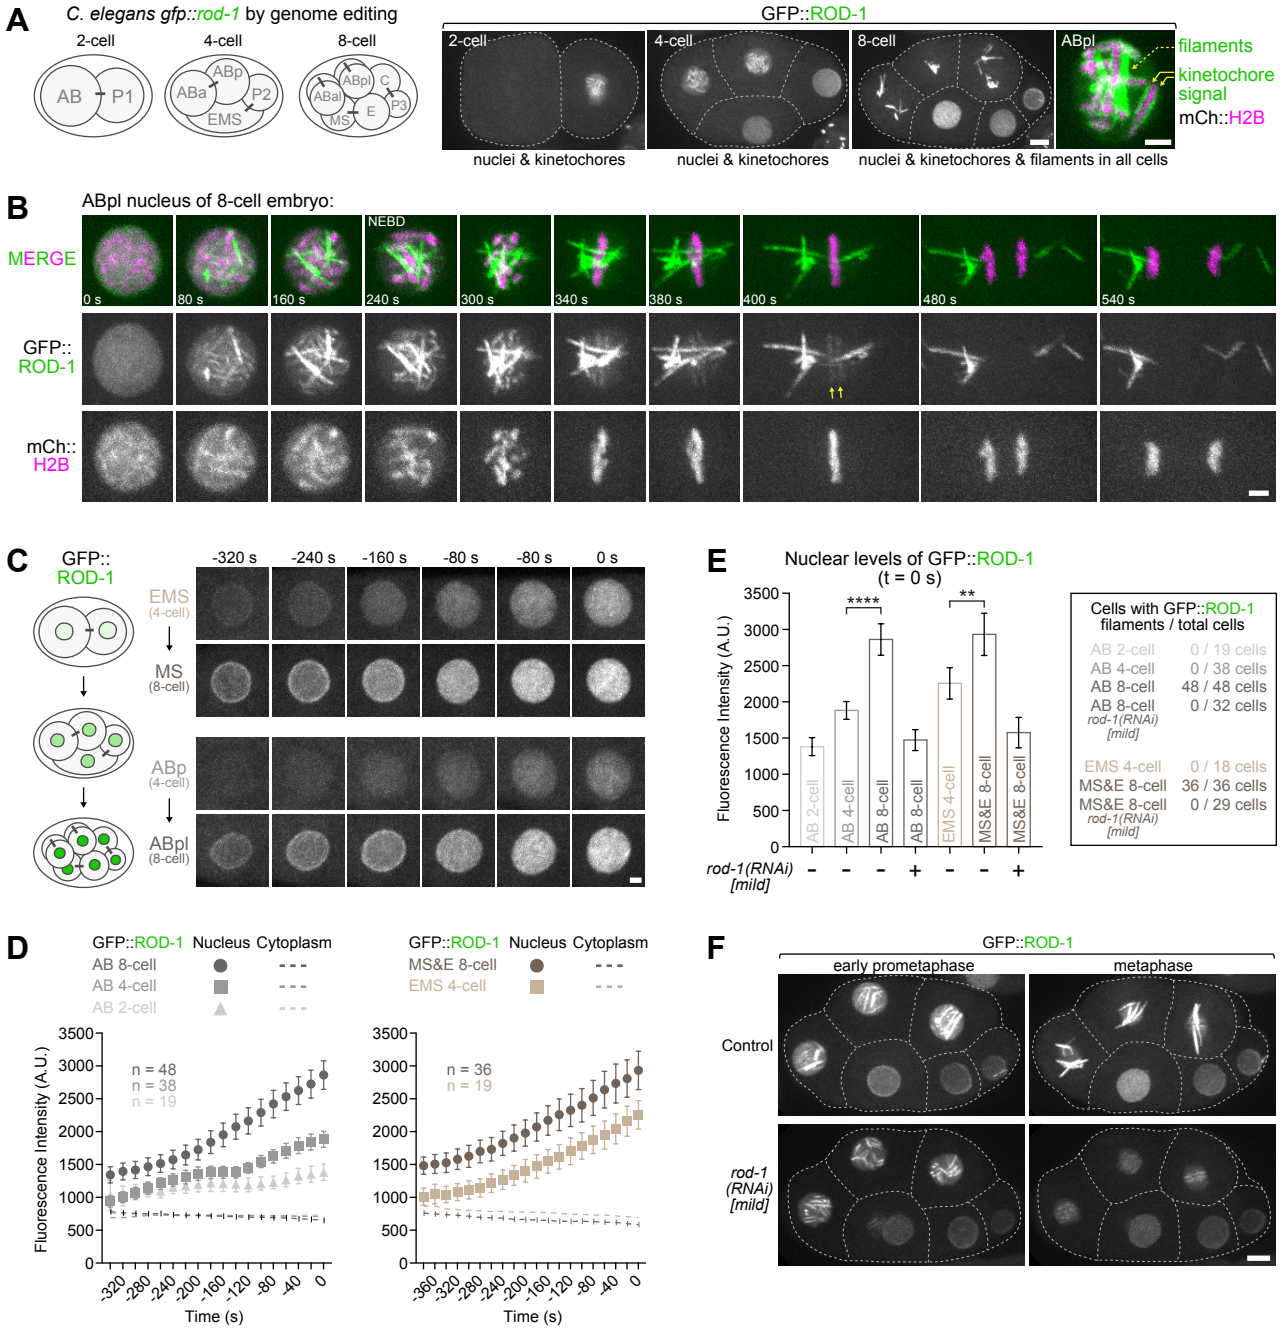 A
C. elegans gfp::rod-1 by genome editing
2-cell
4-cell
8-cell
AB
P1
ABa
ABp
P2
EMS
ABpl
ABal
C
P3
MS
E
GFP::ROD-1
2-cell
4-cell
8-cell
ABpl
filaments
kinetochore
signal
mCh::H2B
nuclei & kinetochores
nuclei & kinetochores
nuclei & kinetochores & filaments in all cells
B
ABpl nucleus of 8-cell embryo:
MERGE
NEBD
0 s
80 s
160 s
240 s
300 s
340 s
380 s
400 s
480 s
540 s
GFP::
ROD-1
mCh::
H2B
C
GFP::
ROD-1
-320 s
-240 s
-160 s
-80 s
-80 s
0 s
EMS
(4-cell)
MS
(8-cell)
ABp
(4-cell)
ABpl
(8-cell)
E
Nuclear levels of GFP::ROD-1
(t = 0 s)
Fluorescence Intensity (A.U.)
3500
3000
2500
2000
1500
1000
500
0
****
**
AB 2-cell
AB 4-cell
AB 8-cell
AB 8-cell
EMS 4-cell
MS&E 8-cell
MS&E 8-cell
rod-1(RNAi)
[mild]
- - - + - - +
Cells with GFP::ROD-1
filaments / total cells
AB 2-cell 0 / 19 cells
AB 4-cell 0 / 38 cells
AB 8-cell 48 / 48 cells
AB 8-cell 0 / 32 cells
rod-1(RNAi)
[mild]
EMS 4-cell 0 / 18 cells
MS&E 8-cell 36 / 36 cells
MS&E 8-cell 0 / 29 cells
rod-1(RNAi)
[mild]
D
GFP::ROD-1 Nucleus Cytoplasm
AB 8-cell
AB 4-cell
AB 2-cell
Fluorescence Intensity (A.U.)
3500
3000
2500
2000
1500
1000
500
0
n = 48
n = 38
n = 19
-320
-280
-240
-200
-160
-120
-80
-40
0
Time (s)
GFP::ROD-1 Nucleus Cytoplasm
MS&E 8-cell
EMS 4-cell
3500
3000
2500
2000
1500
1000
500
0
n = 36
n = 19
-360
-320
-280
-240
-200
-160
-120
-80
-40
0
Time (s)
F
GFP::ROD-1
early prometaphase
metaphase
Control
rod-1
(RNAi)
[mild]